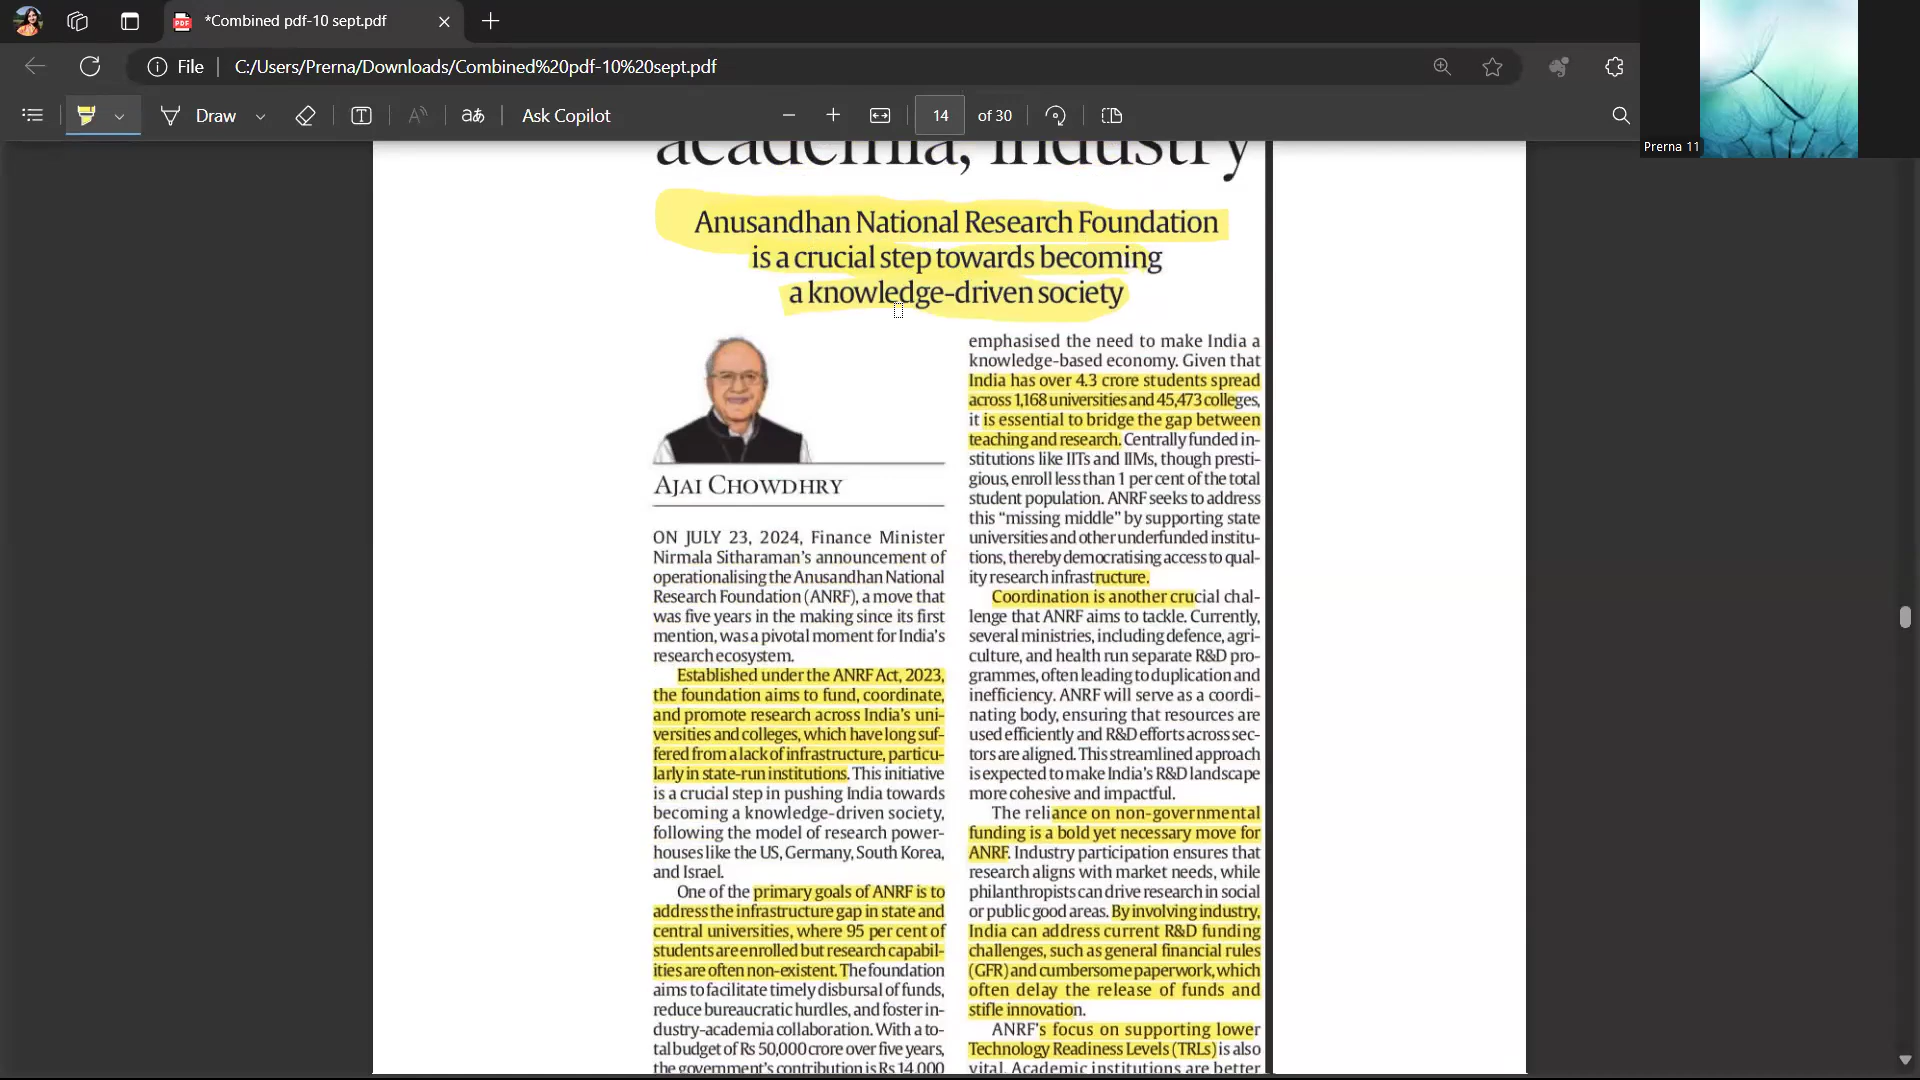 *Combined pdf-10 sept.pdf
File
C:/Users/Prerna/Downloads/Combined%20pdf-10%20sept.pdf
Draw
Ask Copilot
14 of 30
Prerna 11
academia, industry
Anusandhan National Research Foundation
is a crucial step towards becoming
a knowledge-driven society
AJAI CHOWDHRY
ON JULY 23, 2024, Finance Minister
Nirmala Sitharaman's announcement of
operationalising the Anusandhan National
Research Foundation (ANRF), a move that
was five years in the making since its first
mention, was a pivotal moment for India's
research ecosystem.
Established under the ANRF Act, 2023,
the foundation aims to fund, coordinate,
and promote research across India's uni-
versities and colleges, which have long suf-
fered from a lack of infrastructure, particu-
larly in state-run institutions. This initiative
is a crucial step in pushing India towards
becoming a knowledge-driven society,
following the model of research power-
houses like the US, Germany, South Korea,
and Israel.
One of the primary goals of ANRF is to
address the infrastructure gap in state and
central universities, where 95 per cent of
students are enrolled but research capabil-
ities are often non-existent. The foundation
aims to facilitate timely disbursal of funds,
reduce bureaucratic hurdles, and foster in-
dustry-academia collaboration. With a to-
tal budget of Rs 50,000 crore over five years,
the government's contribution is Rs 14,000
emphasised the need to make India a
knowledge-based economy. Given that
India has over 4.3 crore students spread
across 1,168 universities and 45,473 colleges,
it is essential to bridge the gap between
teaching and research. Centrally funded in-
stitutions like IITs and IIMs, though presti-
gious, enroll less than 1 per cent of the total
student population. ANRF seeks to address
this "missing middle" by supporting state
universities and other underfunded institu-
tions, thereby democratising access to qual-
ity research infrastructure.
Coordination is another crucial chal-
lenge that ANRF aims to tackle. Currently,
several ministries, including defence, agri-
culture, and health run separate R&D pro-
grammes, often leading to duplication and
inefficiency. ANRF will serve as a coordi-
nating body, ensuring that resources are
used efficiently and R&D efforts across sec-
tors are aligned. This streamlined approach
is expected to make India's R&D landscape
more cohesive and impactful.
The reliance on non-governmental
funding is a bold yet necessary move for
ANRF. Industry participation ensures that
research aligns with market needs, while
philanthropists can drive research in social
or public good areas. By involving industry,
India can address current R&D funding
challenges, such as general financial rules
(GFR) and cumbersome paperwork, which
often delay the release of funds and
stifle innovation.
ANRF's focus on supporting lower
Technology Readiness Levels (TRLs) is also
vital. Academic institutions are better